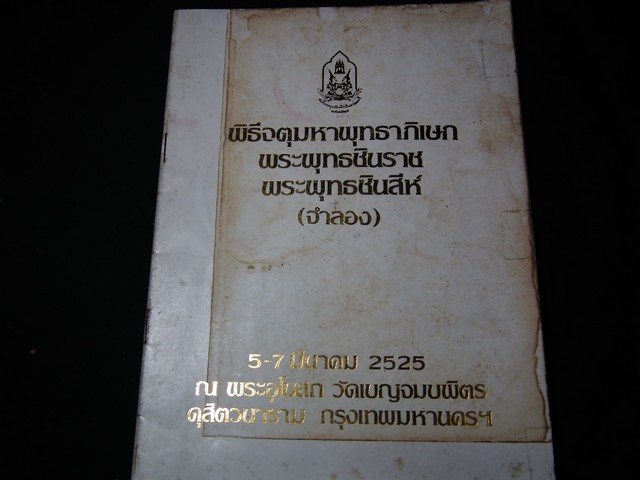 พิธีจตุมหาพุทธาภิเษก
พระพุทธชินราช
พระพุทธชินสีห์
(จำลอง)
5-7 มีนาคม 2525
ณ พระอุโบสถ วัดเบญจมบพิตร
ดุสิตวนาราม กรุงเทพมหานครฯ